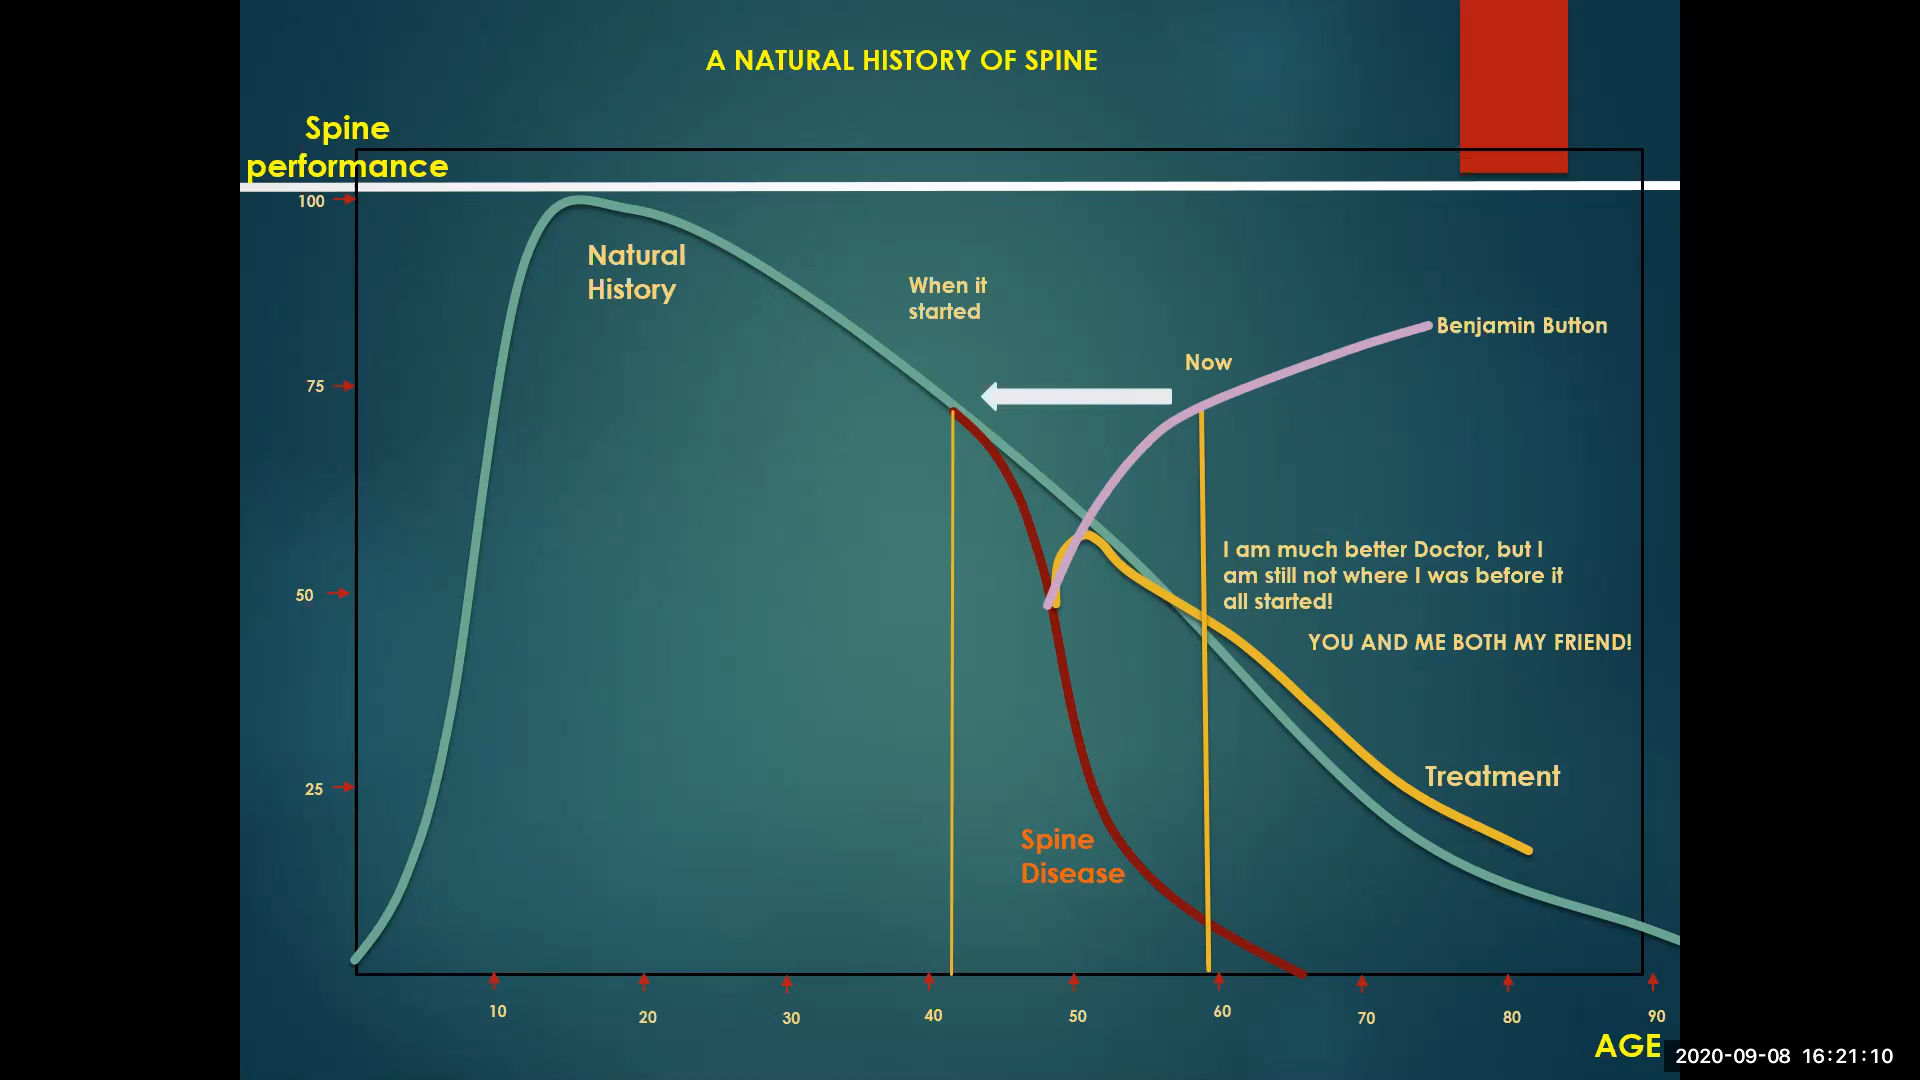 A NATURAL HISTORY OF SPINE
Spine
performance
100
Natural
History
When it
started
Benjamin Button
Now
75
I am much better Doctor, but I
am still not where I was before it
all started!
50
YOU AND ME BOTH MY FRIEND!
Treatment
25
Spine
Disease
10 20 30 40 50 60 70 80 90
AGE
2020-09-08 16:21:10